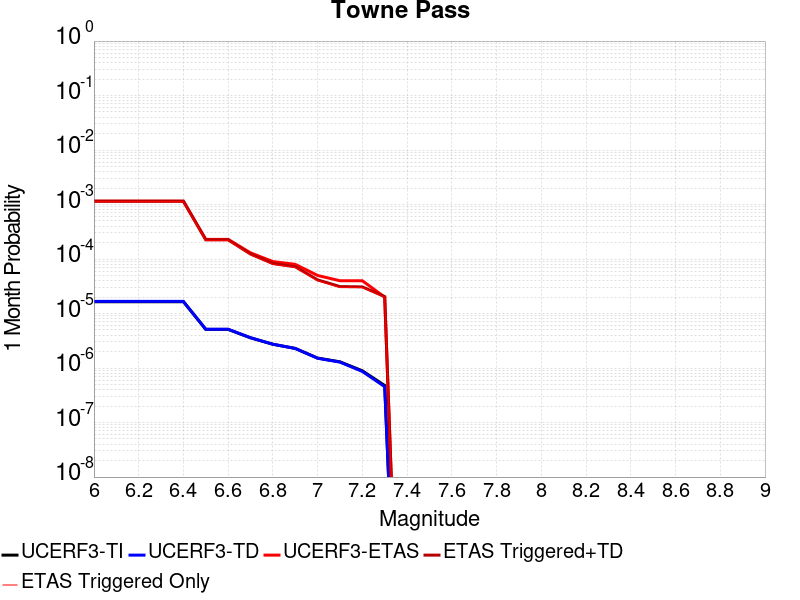 Towne Pass
10^0
10^-1
10^-2
10^-3
10^-4
10^-5
10^-6
10^-7
10^-8
1 Month Probability
6 6.2 6.4 6.6 6.8 7 7.2 7.4 7.6 7.8 8 8.2 8.4 8.6 8.8 9
Magnitude
UCERF3-TI UCERF3-TD UCERF3-ETAS ETAS Triggered+TD
ETAS Triggered Only